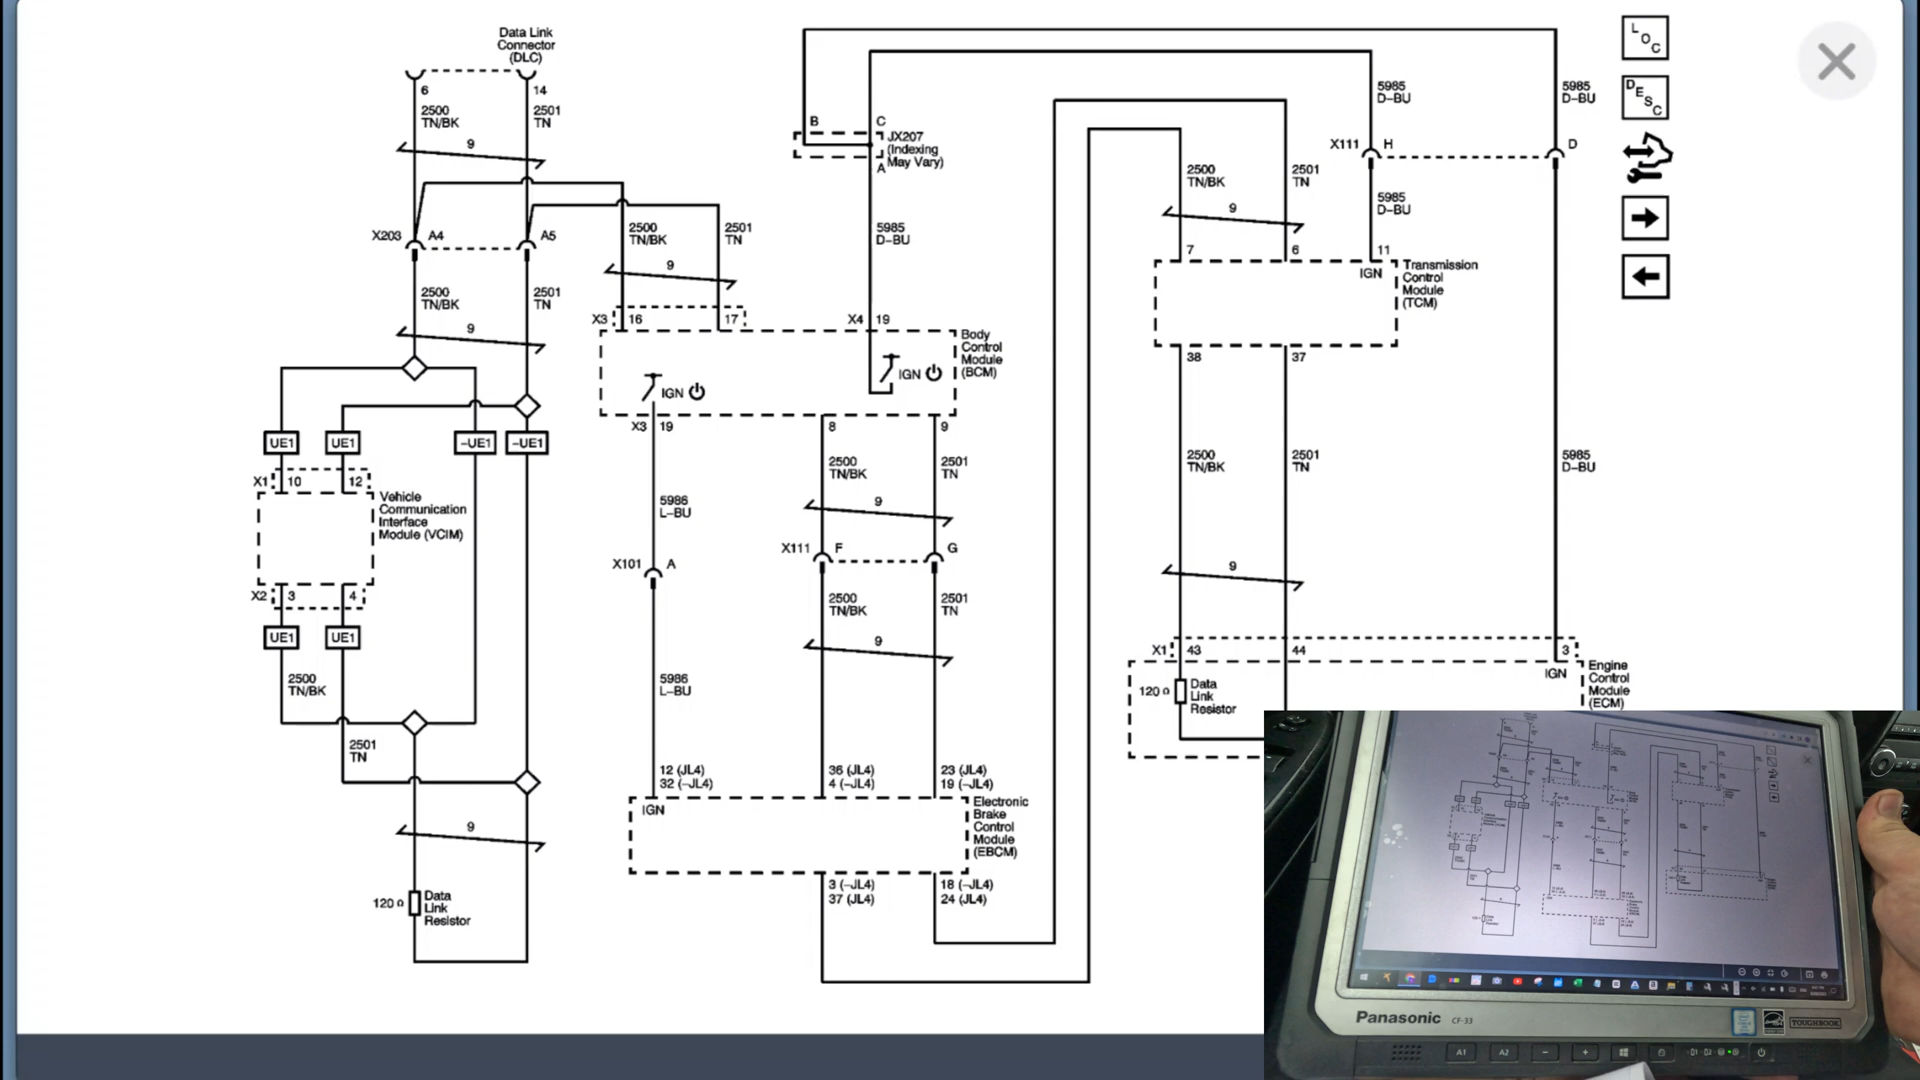 Data Link
Connector
(DLC)
6
14
2500
TN/BK
2501
TN
9
X203
A4
A5
2500
TN/BK
2501
TN
9
2500
TN/BK
2501
TN
9
UE1
UE1
-UE1
-UE1
X1
10
12
Vehicle
Communication
Interface
Module (VCIM)
X2
3
4
UE1
UE1
2500
TN/BK
2501
TN
9
120 Ω
Data
Link
Resistor
B
C
JX207
(Indexing
May Vary)
A
5985
D-BU
X3
16
17
X4
19
Body
Control
Module
(BCM)
IGN
IGN
X3
19
8
9
5986
L-BU
2500
TN/BK
2501
TN
9
X101
A
X111
F
G
2500
TN/BK
2501
TN
9
5986
L-BU
12 (JL4)
32 (-JL4)
36 (JL4)
4 (-JL4)
23 (JL4)
19 (-JL4)
IGN
Electronic
Brake
Control
Module
(EBCM)
3 (-JL4)
37 (JL4)
18 (-JL4)
24 (JL4)
5985
D-BU
5985
D-BU
X111
H
D
2500
TN/BK
2501
TN
5985
D-BU
9
7
6
11
IGN
Transmission
Control
Module
(TCM)
38
37
2500
TN/BK
2501
TN
5985
D-BU
9
X1
43
44
3
IGN
Engine
Control
Module
(ECM)
120 Ω
Data
Link
Resistor
LOC
DESC
Panasonic CF-33
TOUGHBOOK
A1
A2